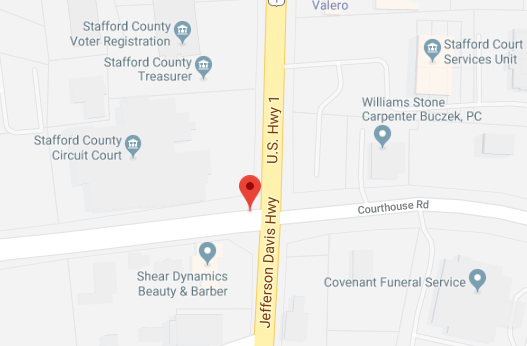 Valero
Stafford County
Voter Registration
Stafford Court
Services Unit
Stafford County
Treasurer
Williams Stone
Carpenter Buczek, PC
U.S. Hwy 1
Stafford County
Circuit Court
Courthouse Rd
Jefferson Davis Hwy
Shear Dynamics
Beauty & Barber
Covenant Funeral Service